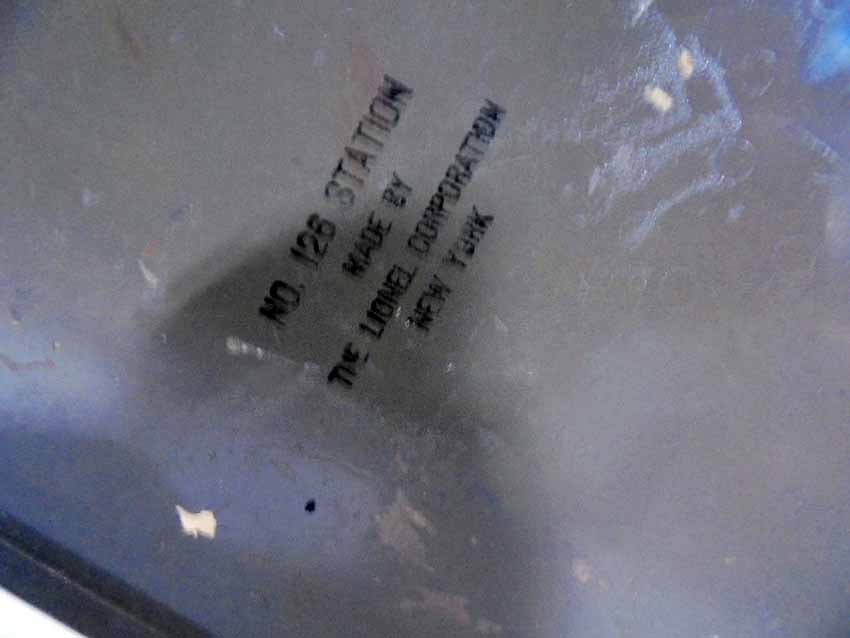 NO. 126 STATION
MADE BY
THE LIONEL CORPORATION
NEW YORK